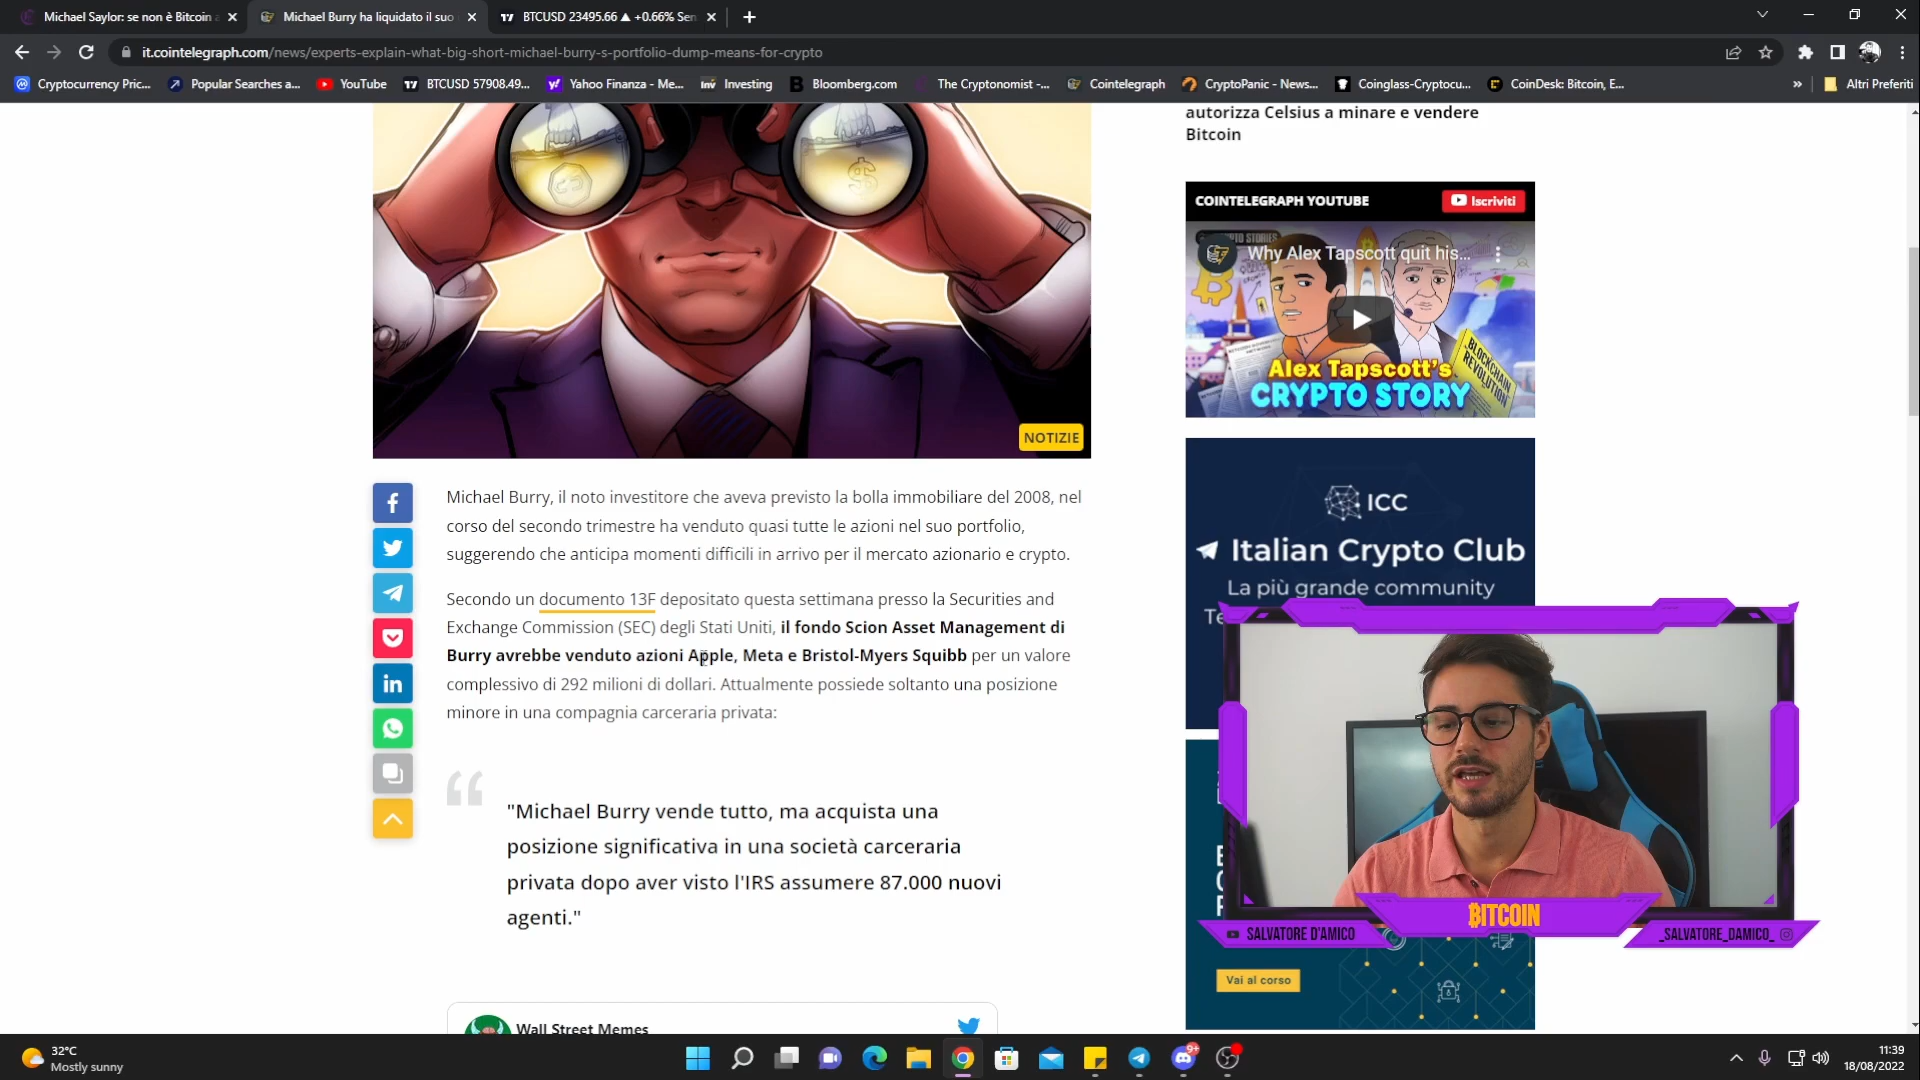 Michael Saylor: se non è Bitcoin a
Michael Burry ha liquidato il suo
BTCUSD 23495.66 ▲ +0.66% Sen
it.cointelegraph.com/news/experts-explain-what-big-short-michael-burry-s-portfolio-dump-means-for-crypto
Cryptocurrency Pric...
Popular Searches a...
YouTube
BTCUSD 57908.49...
Yahoo Finanza - Me...
Inv Investing
Bloomberg.com
The Cryptonomist -...
Cointelegraph
CryptoPanic - News...
Coinglass-Cryptocu...
CoinDesk: Bitcoin, E...
»
Altri Preferiti
autorizza Celsius a minare e vendere
Bitcoin
COINTELEGRAPH YOUTUBE
Iscriviti
Why Alex Tapscott quit his...
BLOCKCHAIN
REVOLUTION
Alex Tapscott's
CRYPTO STORY
NOTIZIE
Michael Burry, il noto investitore che aveva previsto la bolla immobiliare del 2008, nel
corso del secondo trimestre ha venduto quasi tutte le azioni nel suo portfolio,
suggerendo che anticipa momenti difficili in arrivo per il mercato azionario e crypto.
Secondo un documento 13F depositato questa settimana presso la Securities and
Exchange Commission (SEC) degli Stati Uniti, il fondo Scion Asset Management di
Burry avrebbe venduto azioni Apple, Meta e Bristol-Myers Squibb per un valore
complessivo di 292 milioni di dollari. Attualmente possiede soltanto una posizione
minore in una compagnia carceraria privata:
"Michael Burry vende tutto, ma acquista una
posizione significativa in una società carceraria
privata dopo aver visto l'IRS assumere 87.000 nuovi
agenti."
Wall Street Memes
ICC
Italian Crypto Club
La più grande community
Vai al corso
BITCOIN
SALVATORE D'AMICO
_SALVATORE_DAMICO_
32°C
Mostly sunny
9+
11:39
18/08/2022